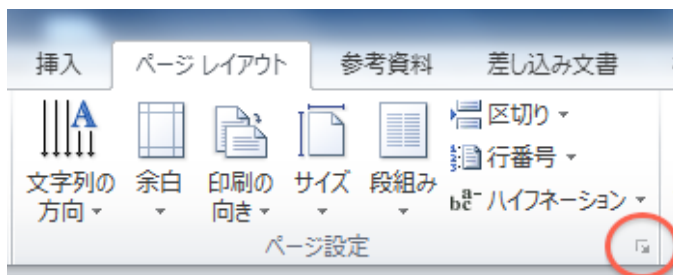 挿入 ページ レイアウト 参考資料 差し込み文書
文字列の
方向
余白
印刷の
向き
サイズ
段組み
区切り
行番号
ハイフネーション
ページ設定